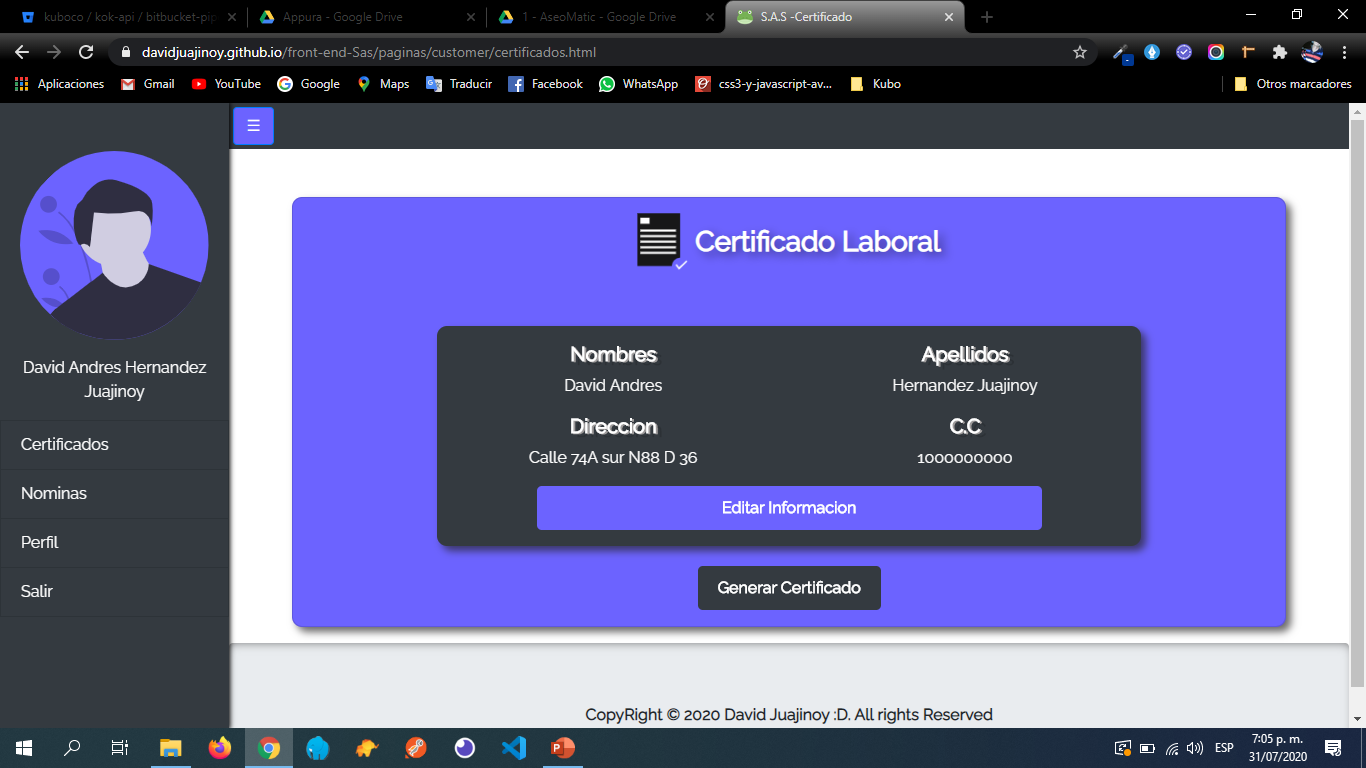 kuboco / kok-api / bitbucket-pip
Appura - Google Drive
1 - AseoMatic - Google Drive
S.A.S -Certificado
davidjuajinoy.github.io/front-end-Sas/paginas/customer/certificados.html
Aplicaciones
Gmail
YouTube
Google
Maps
Traducir
Facebook
WhatsApp
css3-y-javascript-av...
Kubo
Otros marcadores
David Andres Hernandez
Juajinoy
Certificados
Nominas
Perfil
Salir
Certificado Laboral
Nombres
Apellidos
David Andres
Hernandez Juajinoy
Direccion
C.C
Calle 74A sur N88 D 36
1000000000
Editar Informacion
Generar Certificado
CopyRight © 2020 David Juajinoy :D. All rights Reserved
ESP
7:05 p. m.
31/07/2020